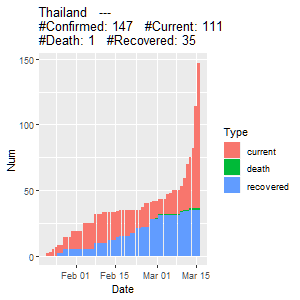 Thailand ---
#Confirmed: 147 #Current: 111
#Death: 1 #Recovered: 35
150
100
50
0
Num
Feb 01
Feb 15
Mar 01
Mar 15
Date
Type
current
death
recovered